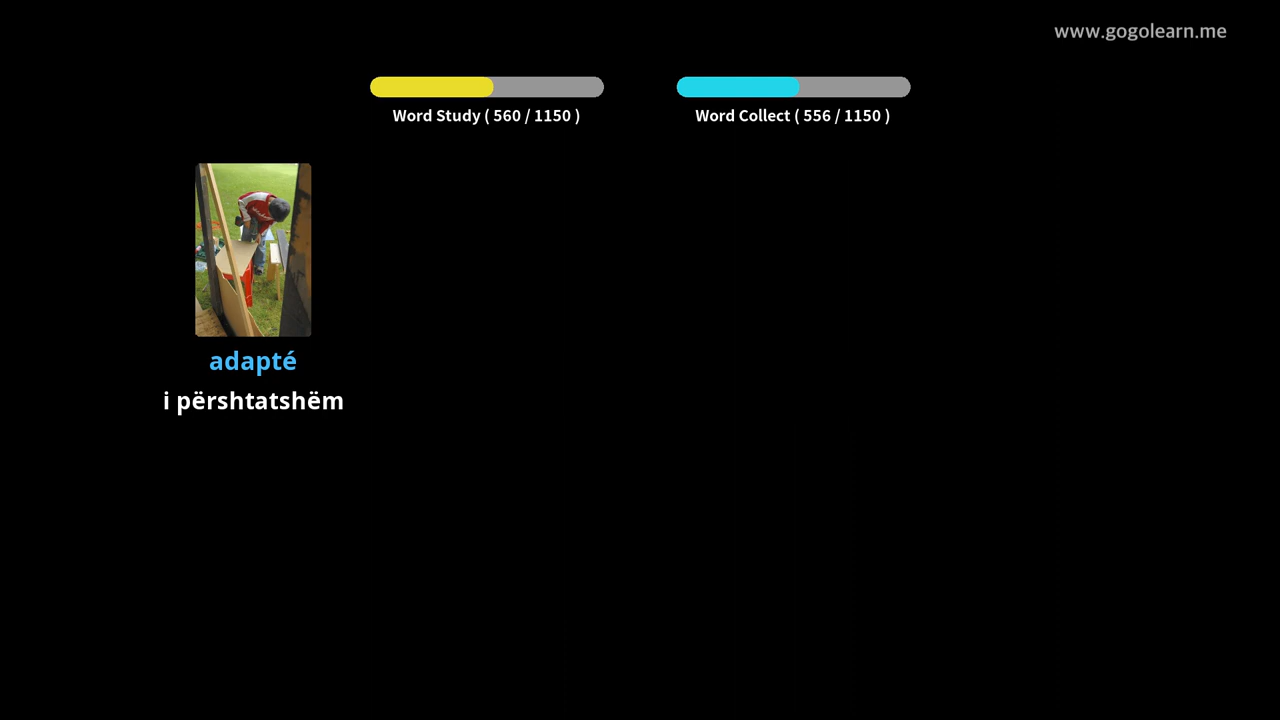 www.gogolearn.me
Word Study ( 560 / 1150 )
Word Collect ( 556 / 1150 )
adapté
i përshtatshëm